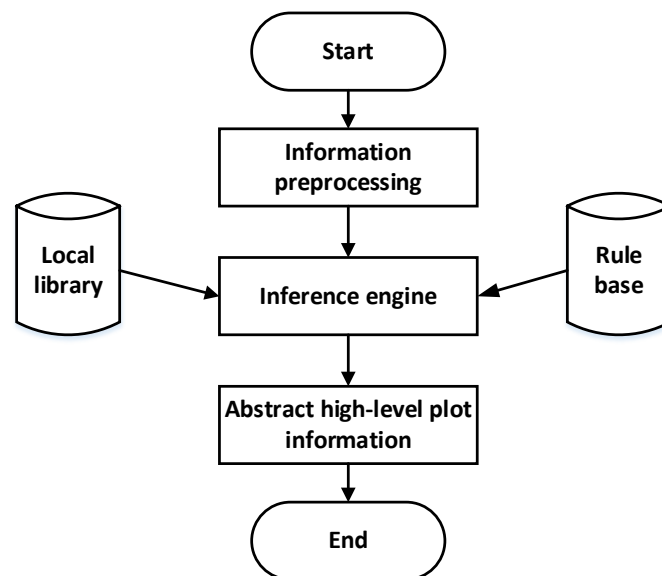 Start
Information
preprocessing
Local
library
Inference engine
Rule
base
Abstract high-level plot
information
End